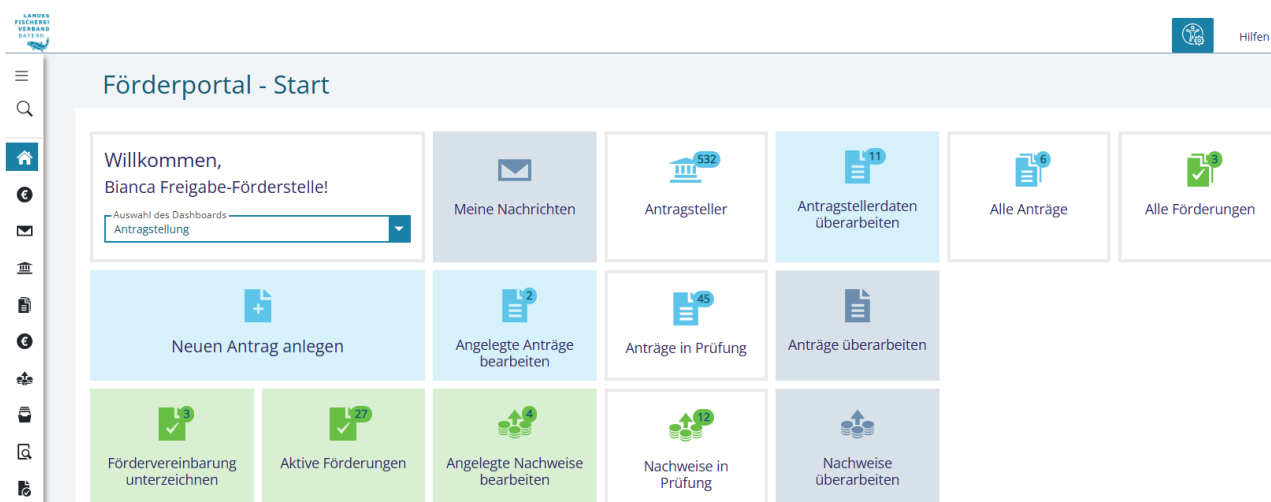 LANDES
FISCHEREI
VERBAND
BAYERN
Hilfen
Förderportal - Start
Willkommen,
Bianca Freigabe-Förderstelle!
Auswahl des Dashboards
Antragstellung
Meine Nachrichten
532
Antragsteller
11
Antragstellerdaten
überarbeiten
6
Alle Anträge
3
Alle Förderungen
Neuen Antrag anlegen
2
Angelegte Anträge
bearbeiten
45
Anträge in Prüfung
Anträge überarbeiten
3
Fördervereinbarung
unterzeichnen
27
Aktive Förderungen
4
Angelegte Nachweise
bearbeiten
12
Nachweise in
Prüfung
Nachweise
überarbeiten